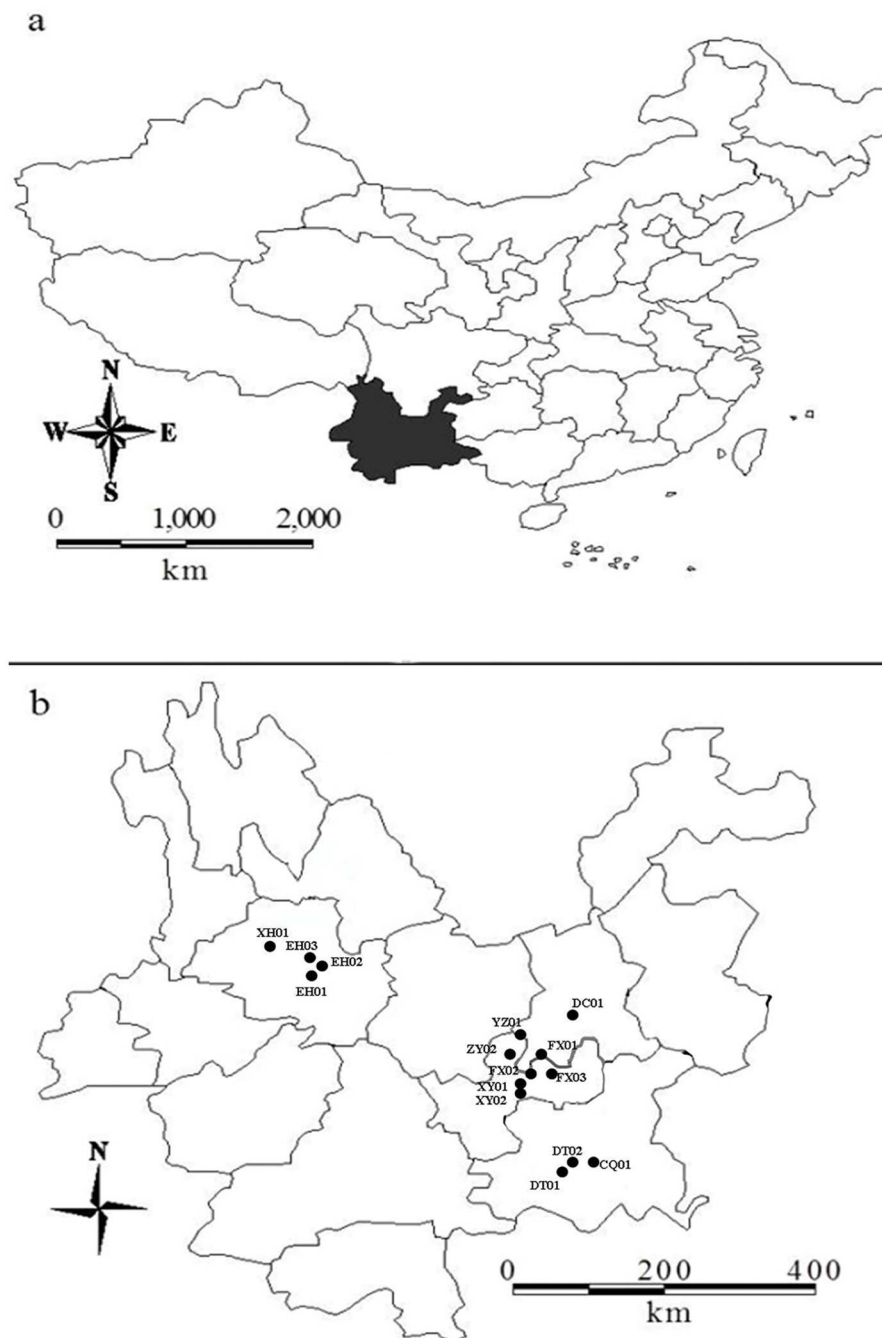 a
N
W E
S
0 1,000 2,000
km
b
XH01
EH03
EH02
EH01
DC01
YZ01
ZY02
FX01
FX02
FX03
XY01
XY02
DT02
CQ01
DT01
N
0 200 400
km